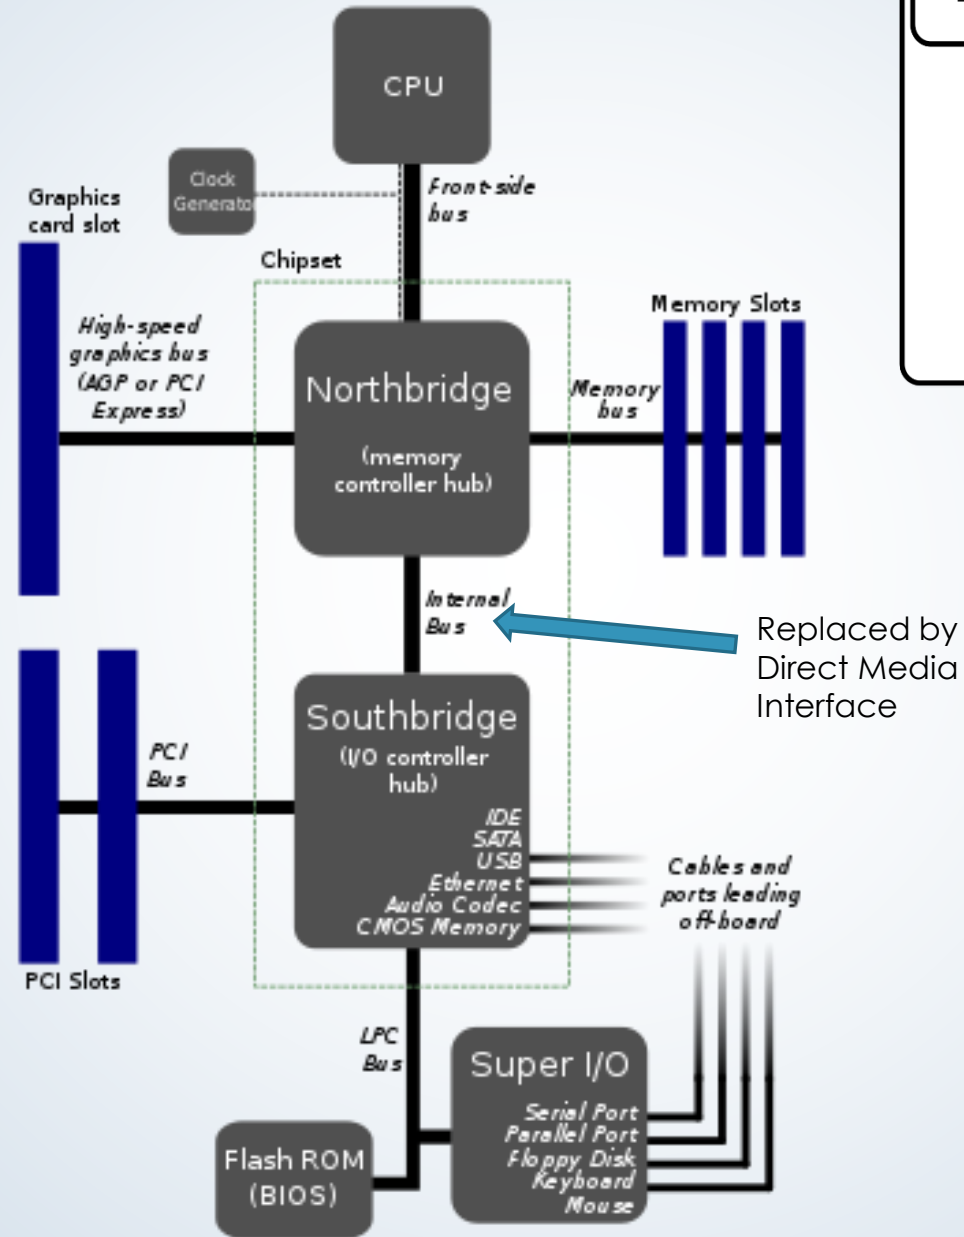 CPU
Clock
Generator
Front-side
bus
Graphics
card slot
Chipset
High-speed
graphics bus
(AGP or PCI
Express)
Northbridge
(memory
controller hub)
Memory
bus
Memory Slots
Internal
Bus
Replaced by
Direct Media
Interface
Southbridge
(I/O controller
hub)
IDE
SATA
USB
Ethernet
Audio Codec
CMOS Memory
PCI
Bus
PCI Slots
Cables and
ports leading
off-board
LPC
Bus
Super I/O
Serial Port
Parallel Port
Floppy Disk
Keyboard
Mouse
Flash ROM
(BIOS)